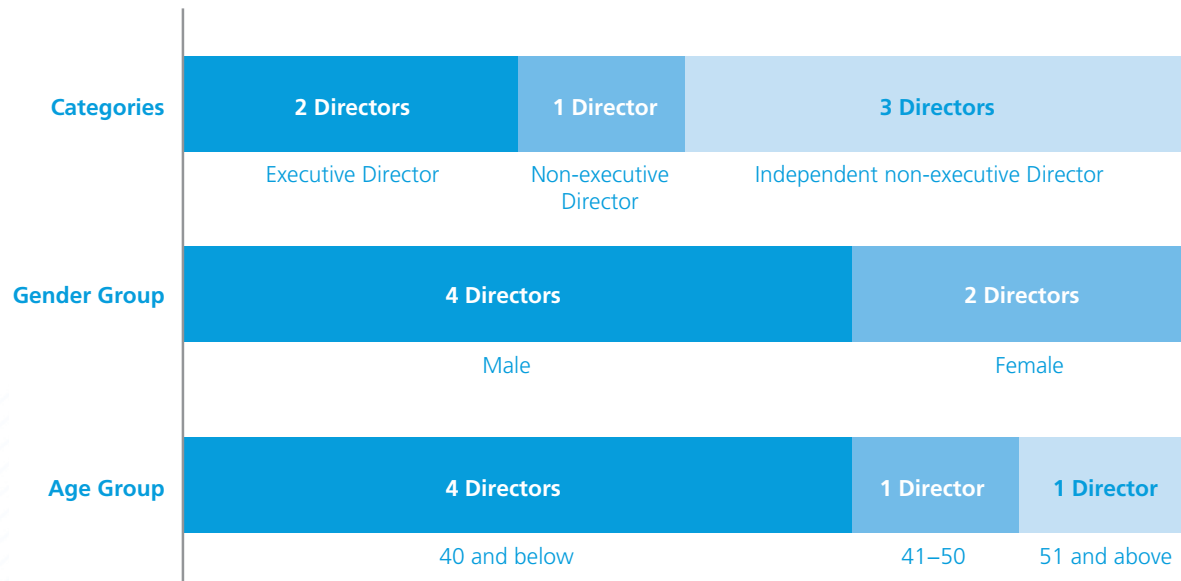 Categories
2 Directors
1 Director
3 Directors
Executive Director
Non-executive
Director
Independent non-executive Director
Gender Group
4 Directors
2 Directors
Male
Female
Age Group
4 Directors
1 Director
1 Director
40 and below
41–50
51 and above